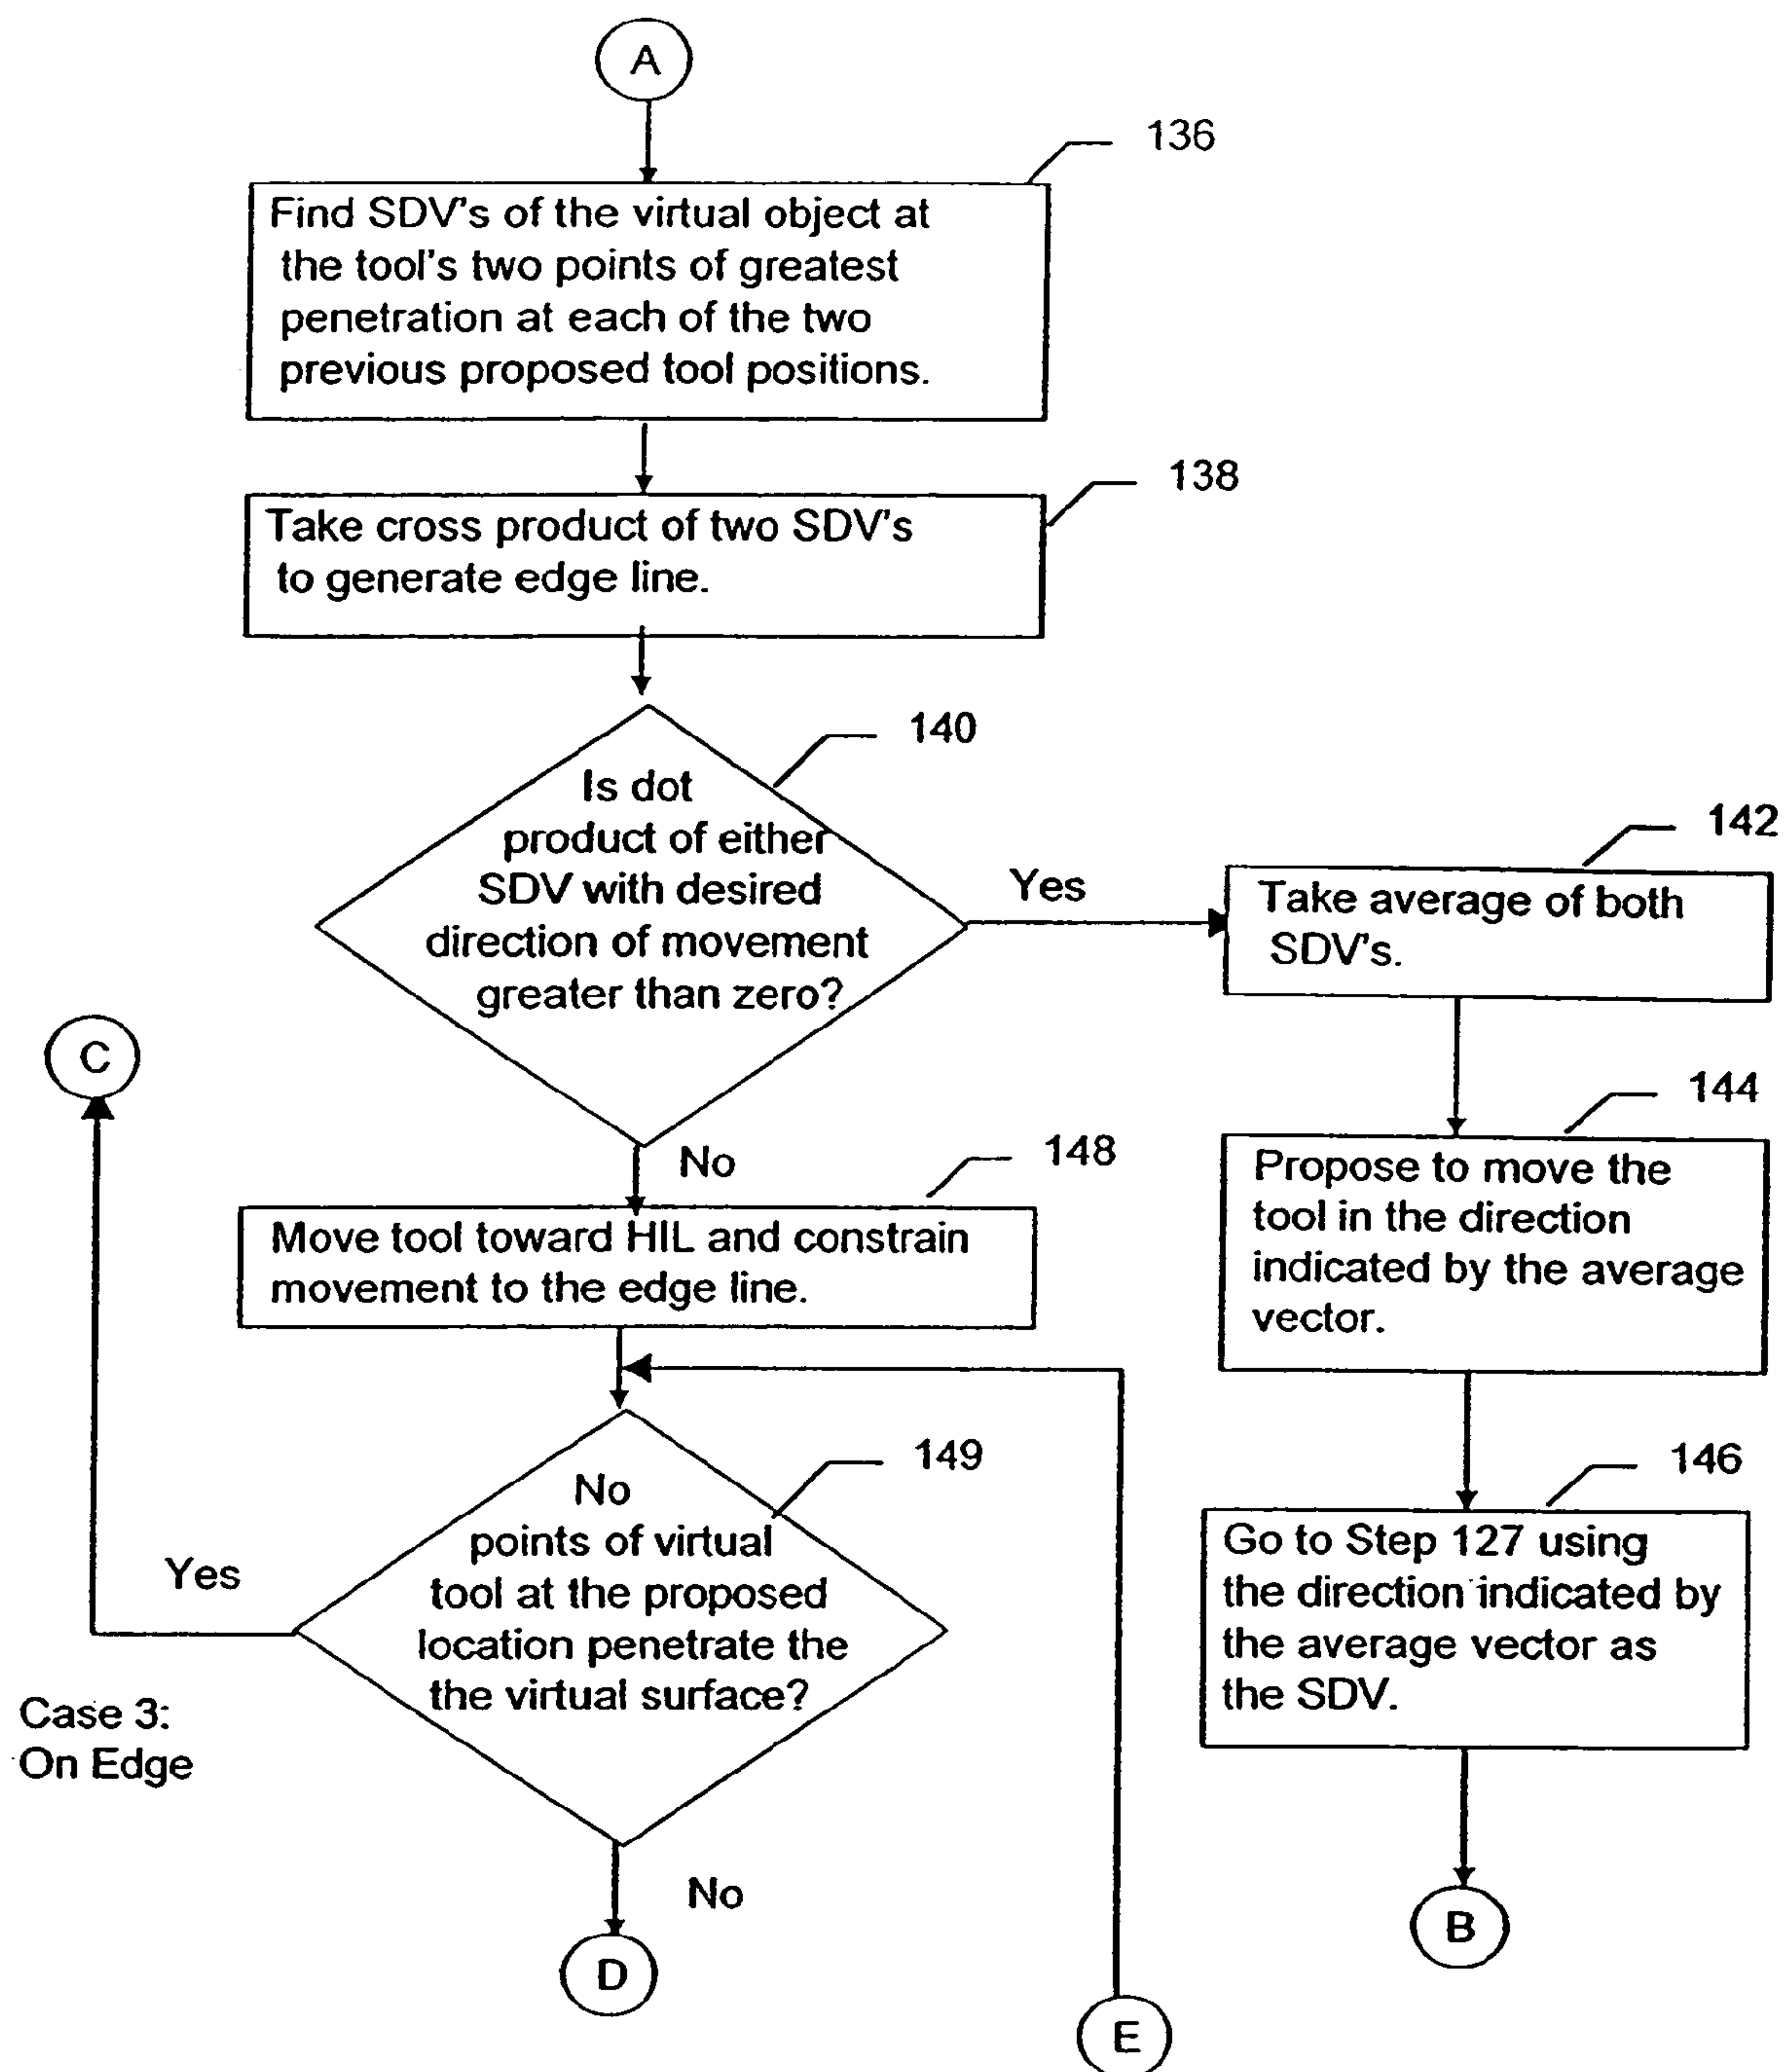 A
136
Find SDV's of the virtual object at
the tool's two points of greatest
penetration at each of the two
previous proposed tool positions.
138
Take cross product of two SDV's
to generate edge line.
140
Is dot
product of either
SDV with desired
direction of movement
greater than zero?
Yes
142
Take average of both
SDV's.
C
144
Propose to move the
tool in the direction
indicated by the average
vector.
No
148
Move tool toward HIL and constrain
movement to the edge line.
149
No
points of virtual
tool at the proposed
location penetrate the
the virtual surface?
Yes
Case 3:
On Edge
146
Go to Step 127 using
the direction indicated by
the average vector as
the SDV.
No
D
B
E